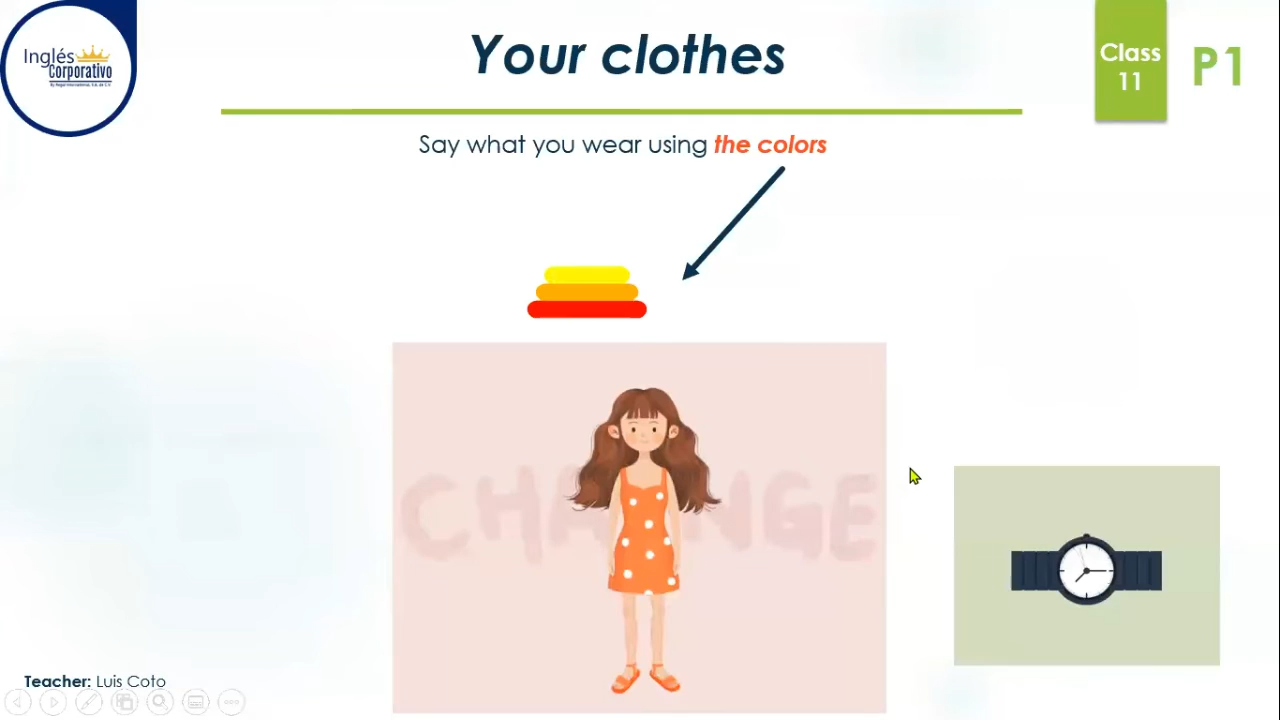 Inglés
Corporativo
Your clothes
Class
11
P1
Say what you wear using the colors
CHANGE
Teacher: Luis Coto